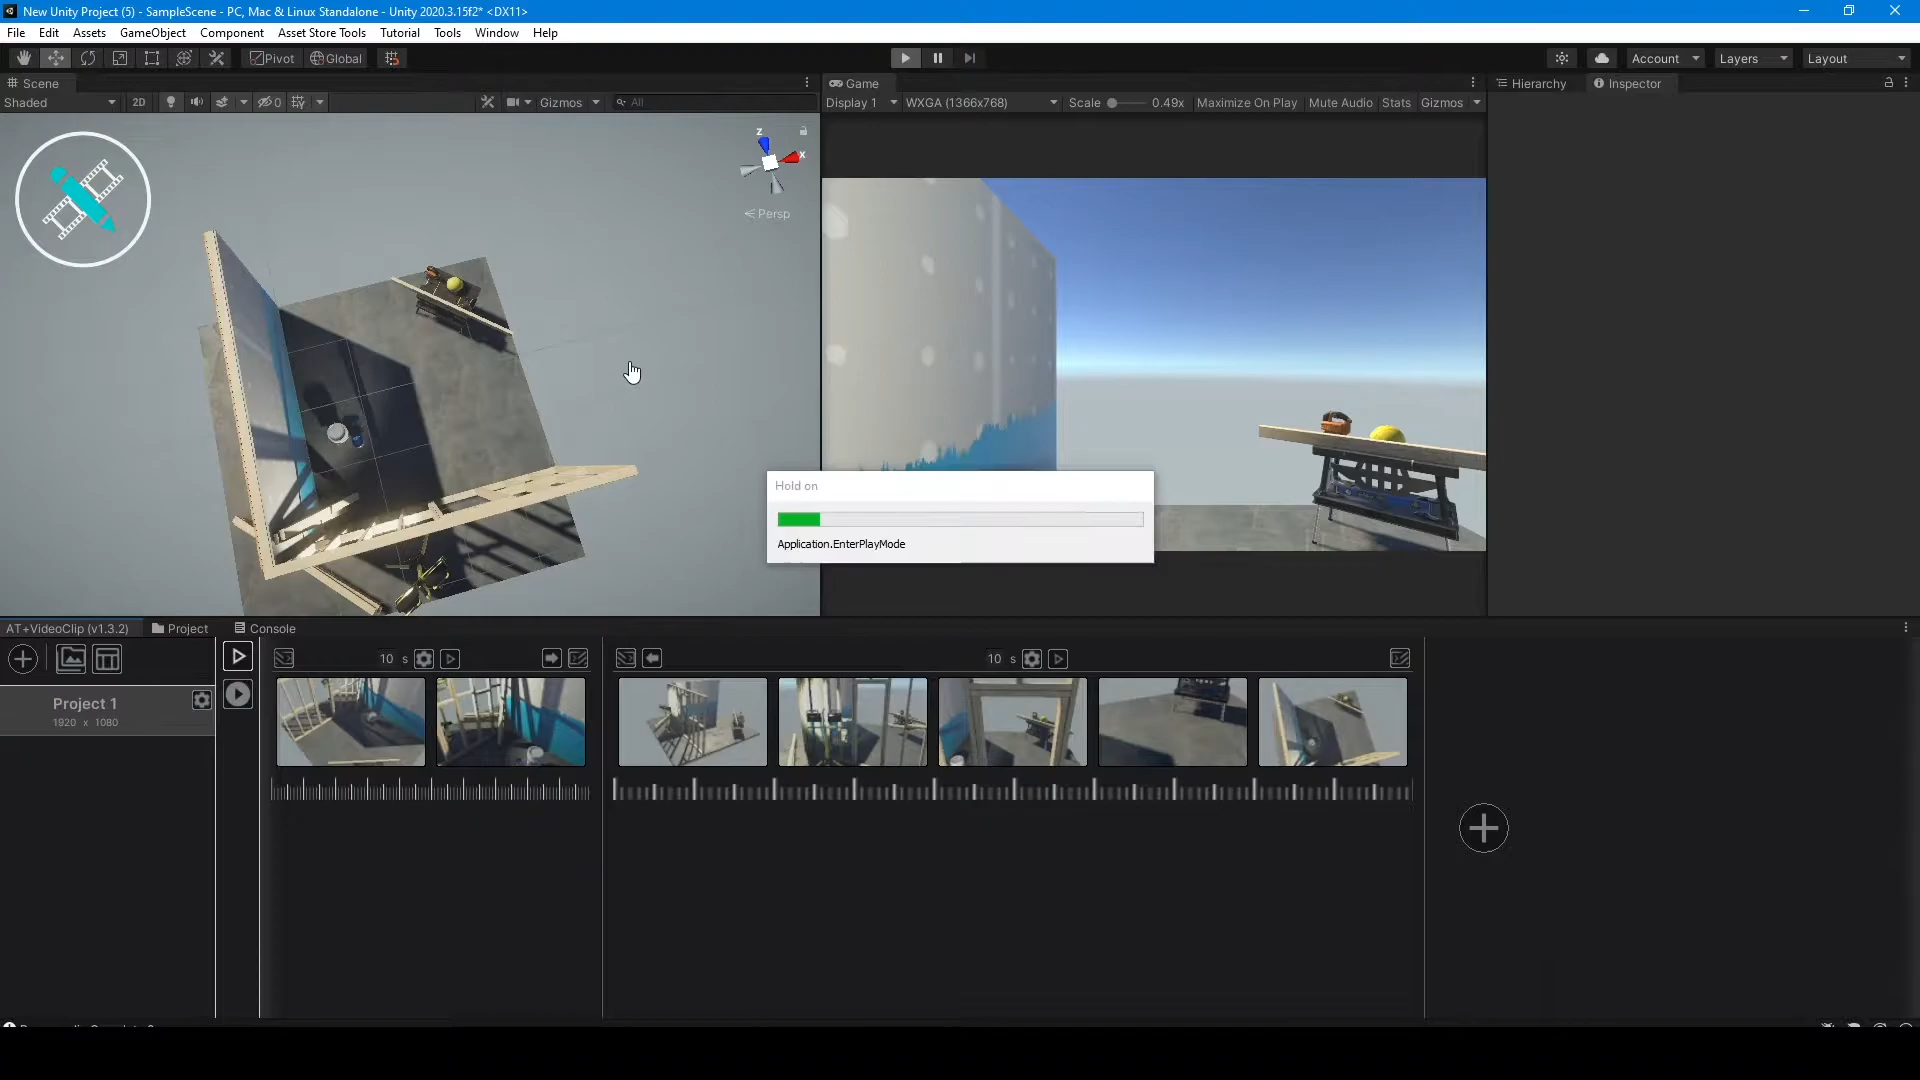 New Unity Project (5) - SampleScene - PC, Mac & Linux Standalone - Unity 2020.3.15f2* <DX11>
File Edit Assets GameObject Component Asset Store Tools Tutorial Tools Window Help
Pivot Global Account Layers Layout
Scene Game Hierarchy Inspector
Shaded 2D 0 Gizmos All Display 1 WXGA (1366x768) Scale 0.49x Maximize On Play Mute Audio Stats Gizmos
z
x
Persp
Hold on
Application.EnterPlayMode
AT+VideoClip (v1.3.2) Project Console
10 s 10 s
Project 1
1920 x 1080